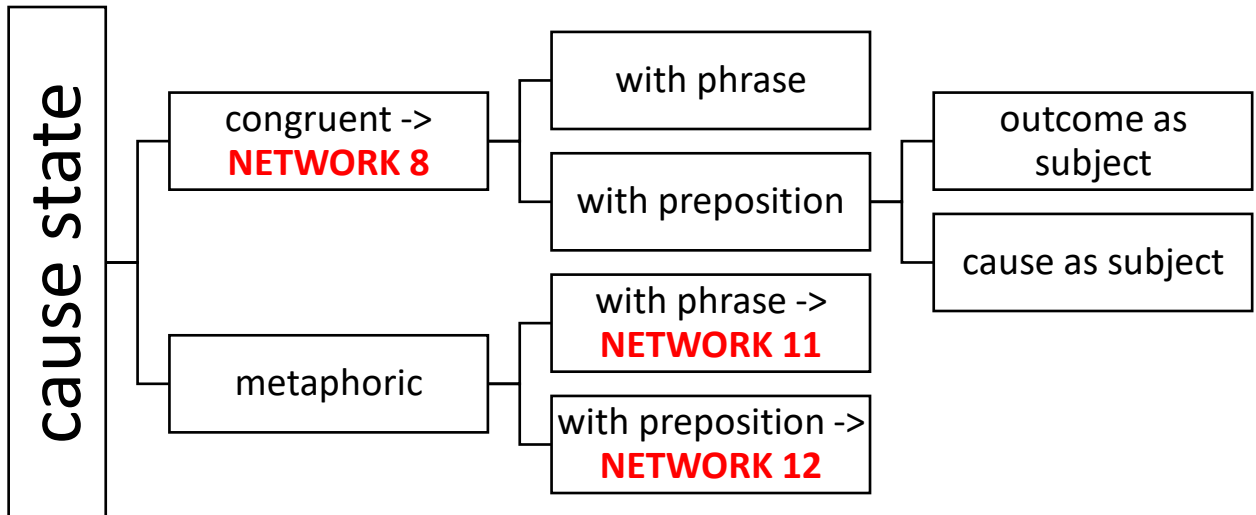 cause state
congruent ->
NETWORK 8
with phrase
with preposition
outcome as
subject
cause as subject
metaphoric
with phrase ->
NETWORK 11
with preposition ->
NETWORK 12